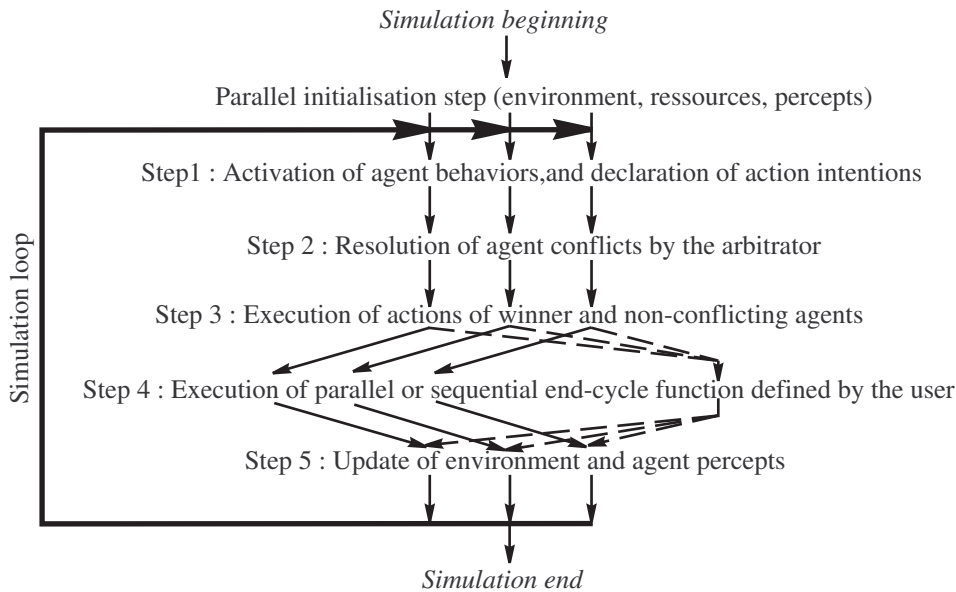 Simulation beginning
Parallel initialisation step (environment, ressources, percepts)
Step1 : Activation of agent behaviors,and declaration of action intentions
Step 2 : Resolution of agent conflicts by the arbitrator
Step 3 : Execution of actions of winner and non-conflicting agents
Simulation loop
Step 4 : Execution of parallel or sequential end-cycle function defined by the user
Step 5 : Update of environment and agent percepts
Simulation end